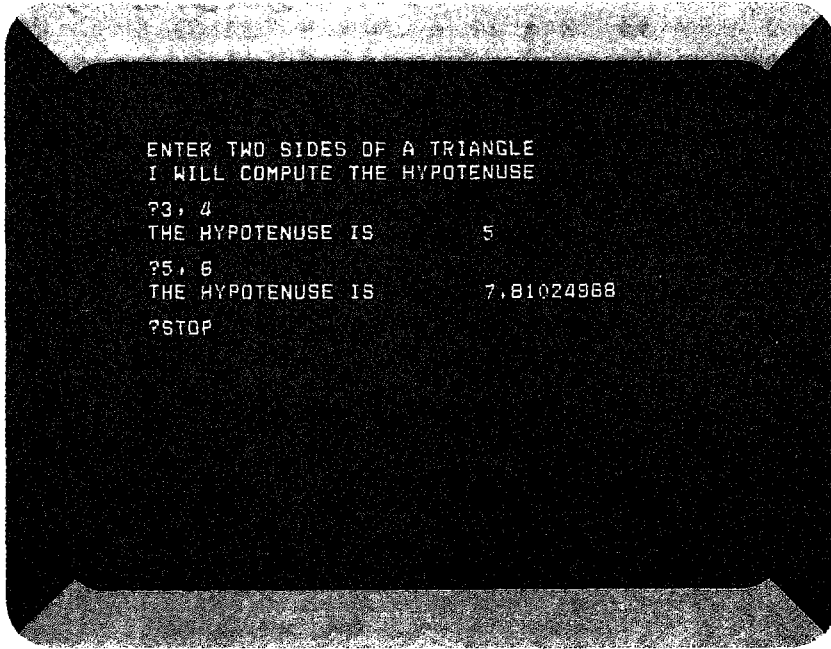 ENTER TWO SIDES OF A TRIANGLE
I WILL COMPUTE THE HYPOTENUSE
?3, 4
THE HYPOTENUSE IS 5
?5, 6
THE HYPOTENUSE IS 7.81024968
?STOP